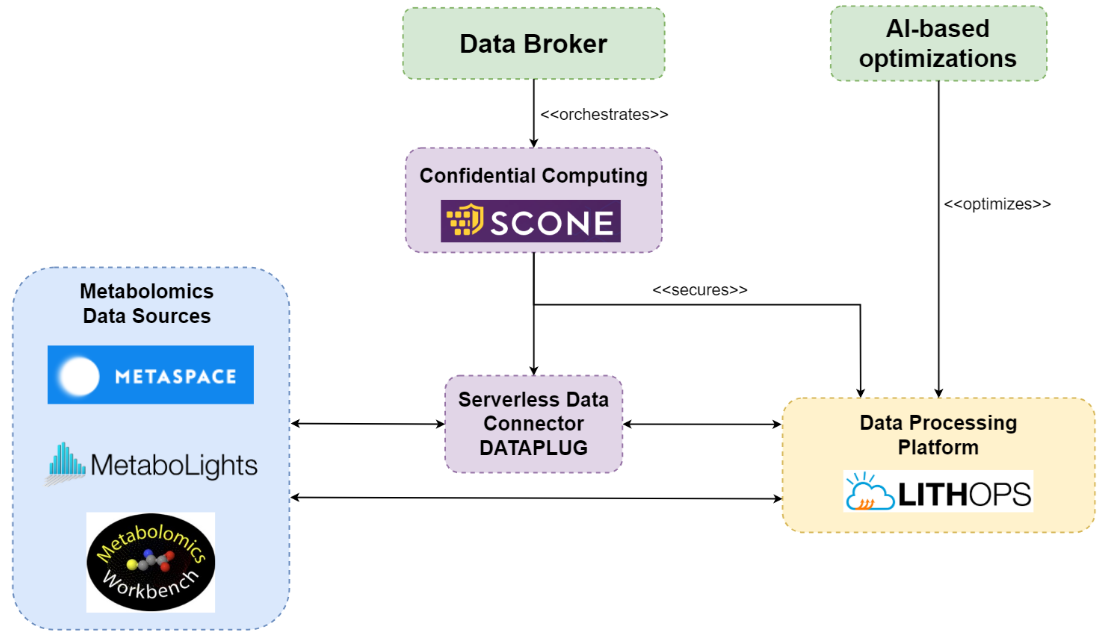 Data Broker
AI-based
optimizations
<<orchestrates>>
Confidential Computing
SCONE
<<optimizes>>
<<secures>>
Metabolomics
Data Sources
METASPACE
MetaboLights
Metabolomics
Workbench
Serverless Data
Connector
DATAPLUG
Data Processing
Platform
LITHOPS